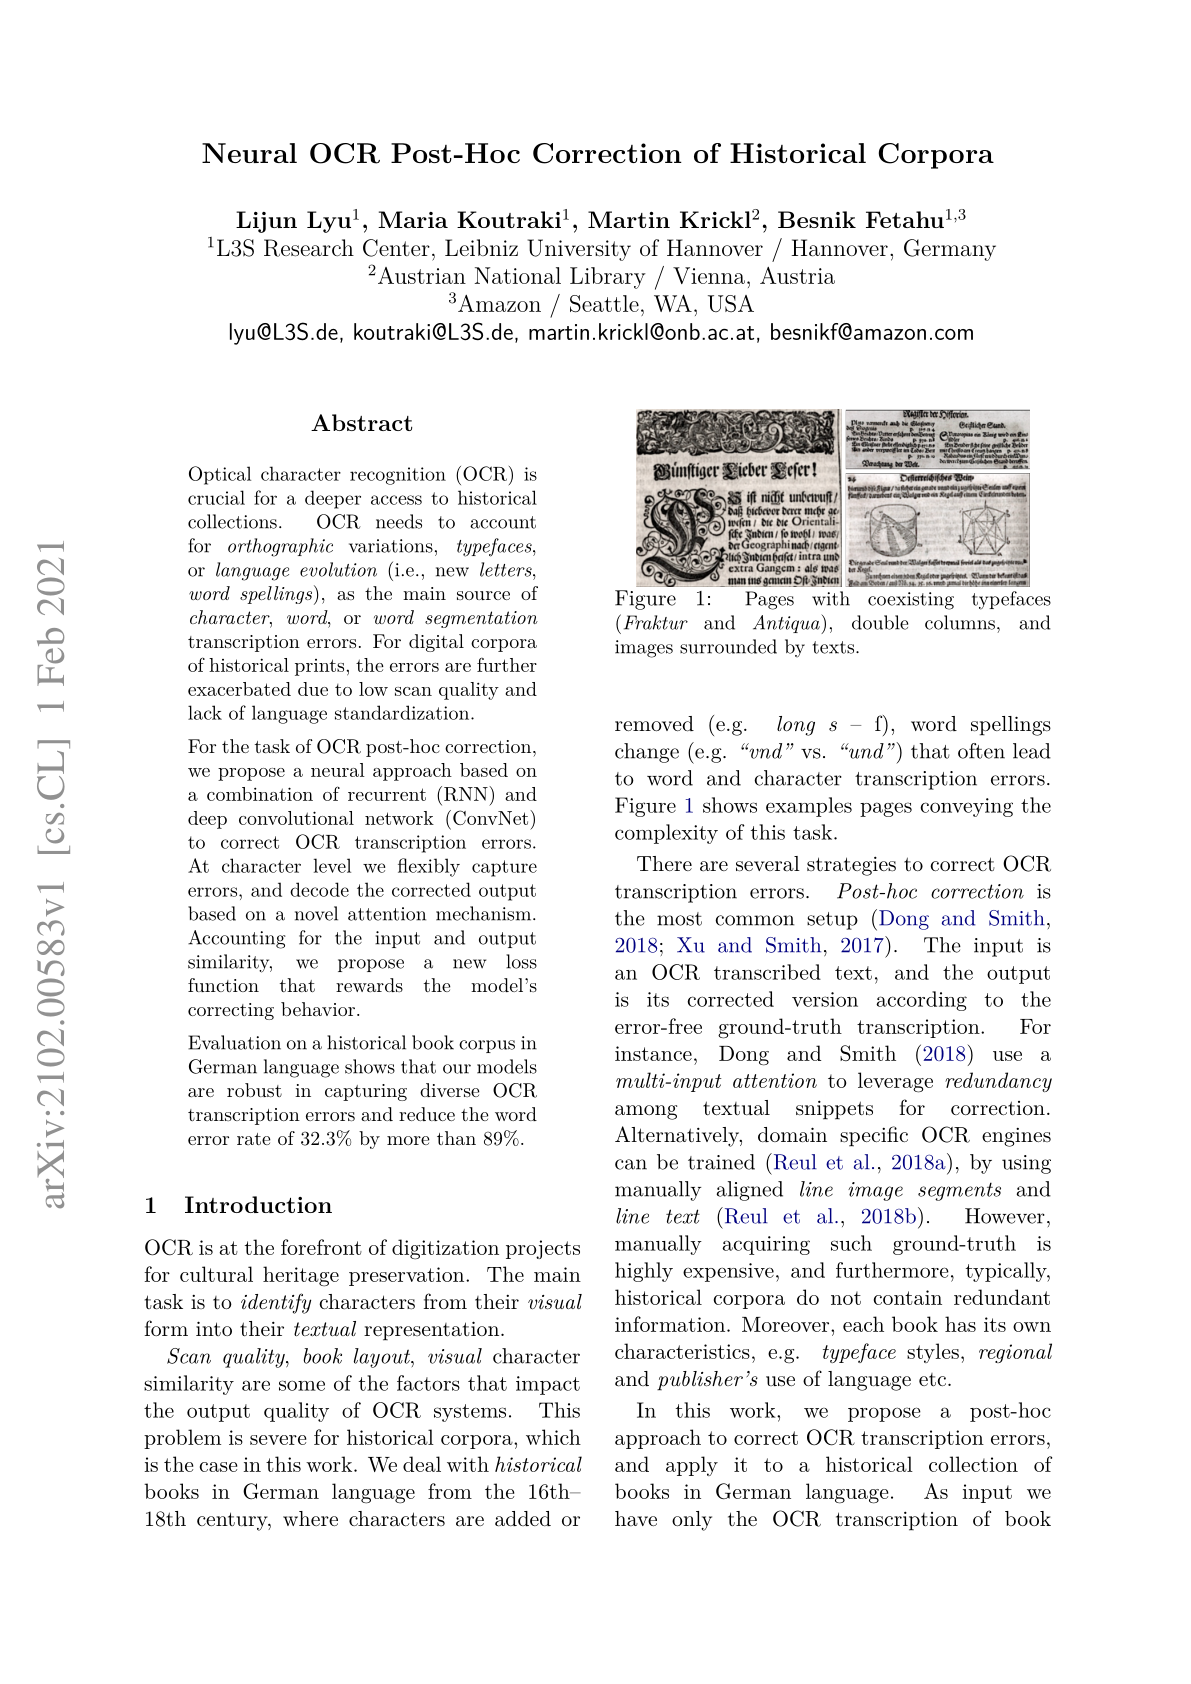 Neural OCR Post-Hoc Correction of Historical Corpora
Lijun Lyu1, Maria Koutraki1, Martin Krickl2, Besnik Fetahu1,3
1L3S Research Center, Leibniz University of Hannover / Hannover, Germany
2Austrian National Library / Vienna, Austria
3Amazon / Seattle, WA, USA
lyu@L3S.de, koutraki@L3S.de, martin.krickl@onb.ac.at, besnikf@amazon.com
arXiv:2102.00583v1 [cs.CL] 1 Feb 2021
Abstract
Optical character recognition (OCR) is
crucial for a deeper access to historical
collections. OCR needs to account
for orthographic variations, typefaces,
or language evolution (i.e., new letters,
word spellings), as the main source of
character, word, or word segmentation
transcription errors. For digital corpora
of historical prints, the errors are further
exacerbated due to low scan quality and
lack of language standardization.
For the task of OCR post-hoc correction,
we propose a neural approach based on
a combination of recurrent (RNN) and
deep convolutional network (ConvNet)
to correct OCR transcription errors.
At character level we flexibly capture
errors, and decode the corrected output
based on a novel attention mechanism.
Accounting for the input and output
similarity, we propose a new loss
function that rewards the model's
correcting behavior.
Evaluation on a historical book corpus in
German language shows that our models
are robust in capturing diverse OCR
transcription errors and reduce the word
error rate of 32.3% by more than 89%.
1 Introduction
OCR is at the forefront of digitization projects
for cultural heritage preservation. The main
task is to identify characters from their visual
form into their textual representation.
Scan quality, book layout, visual character
similarity are some of the factors that impact
the output quality of OCR systems. This
problem is severe for historical corpora, which
is the case in this work. We deal with historical
books in German language from the 16th–
18th century, where characters are added or
Günstiger Lieber Leser!
ES ist nicht unbewust/
daß hiebevor derer mehr ge-
wesen / die die Orientali-
sche Indien / so wohl / was
der Geographi nach / eigent-
lich Indien heiset / intra und
extra Gangem : als was
man ins gemein Ost-Indien
Register der Historien.
Geistlicher Stand.
Verachtung der Welt.
Figure 1: Pages with coexisting typefaces
(Fraktur and Antiqua), double columns, and
images surrounded by texts.
removed (e.g. long s – ſ), word spellings
change (e.g. “vnd” vs. “und”) that often lead
to word and character transcription errors.
Figure 1 shows examples pages conveying the
complexity of this task.
There are several strategies to correct OCR
transcription errors. Post-hoc correction is
the most common setup (Dong and Smith,
2018; Xu and Smith, 2017). The input is
an OCR transcribed text, and the output
is its corrected version according to the
error-free ground-truth transcription. For
instance, Dong and Smith (2018) use a
multi-input attention to leverage redundancy
among textual snippets for correction.
Alternatively, domain specific OCR engines
can be trained (Reul et al., 2018a), by using
manually aligned line image segments and
line text (Reul et al., 2018b). However,
manually acquiring such ground-truth is
highly expensive, and furthermore, typically,
historical corpora do not contain redundant
information. Moreover, each book has its own
characteristics, e.g. typeface styles, regional
and publisher's use of language etc.
In this work, we propose a post-hoc
approach to correct OCR transcription errors,
and apply it to a historical collection of
books in German language. As input we
have only the OCR transcription of book